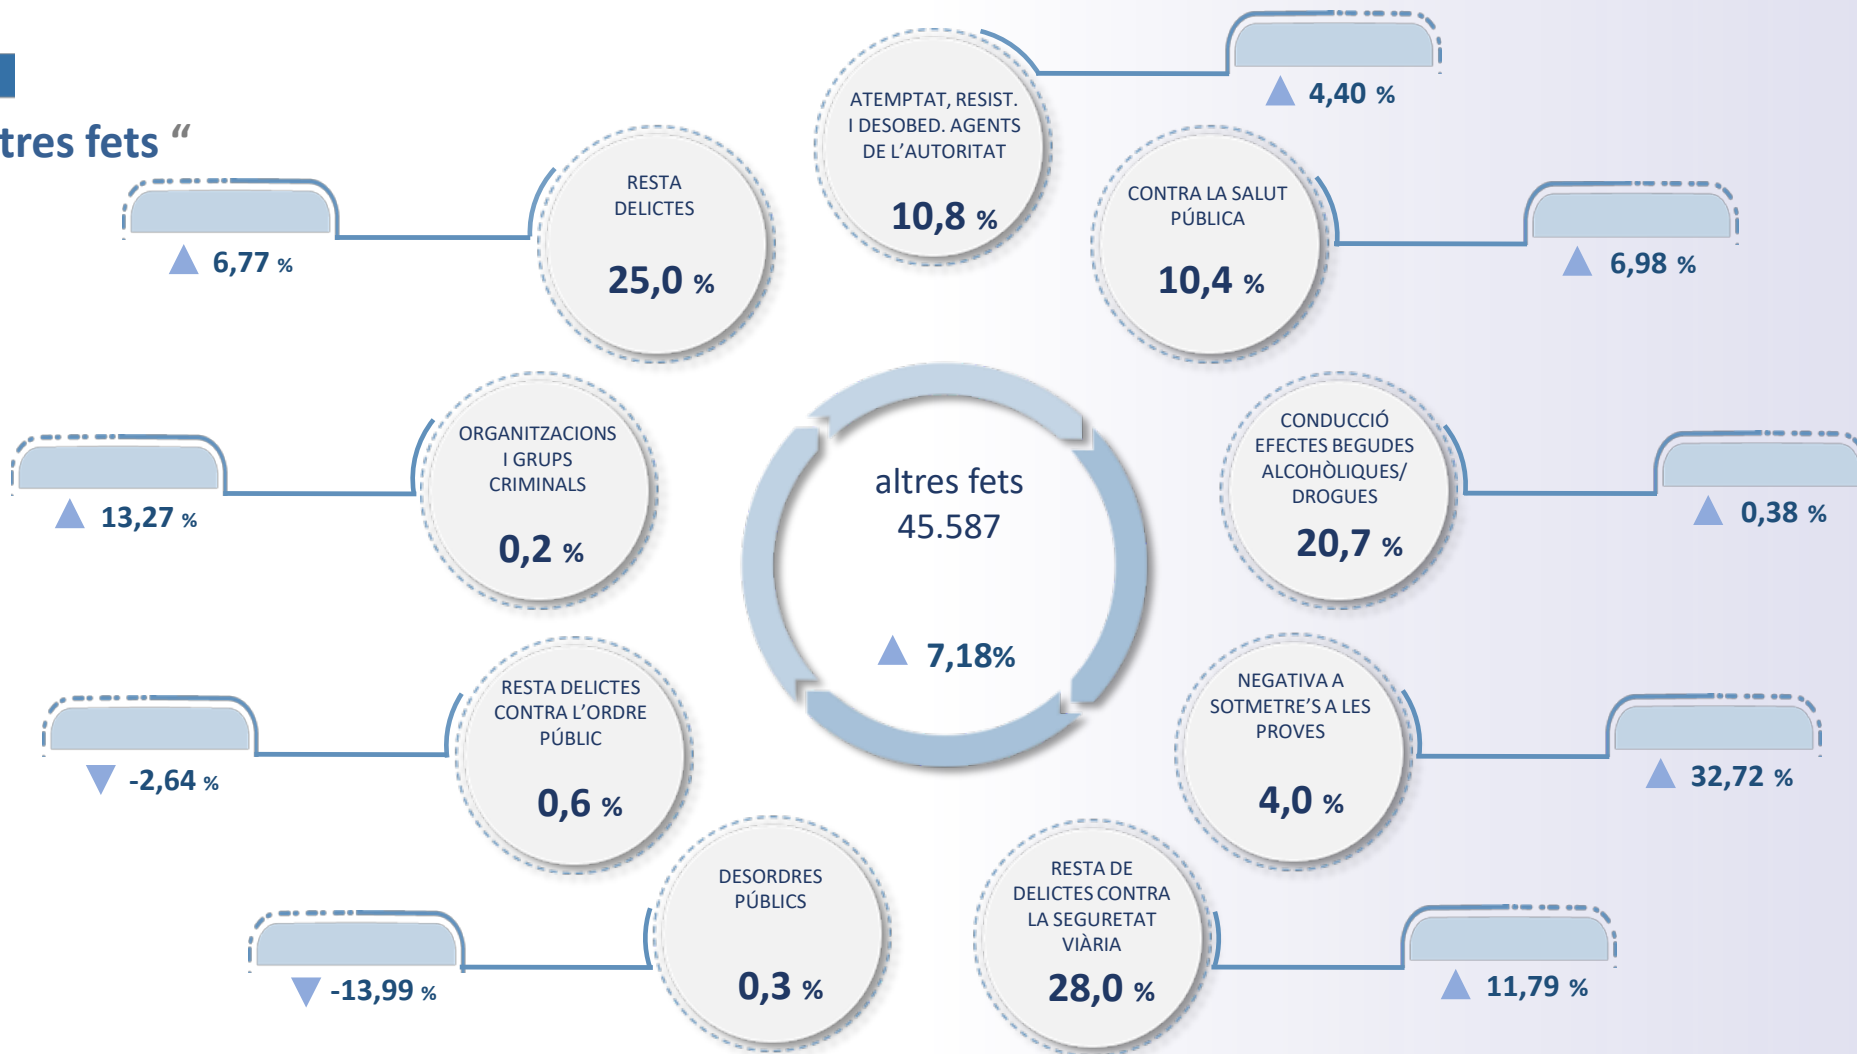 tres fets “
ATEMPTAT, RESIST.
I DESOBED. AGENTS
DE L’AUTORITAT
10,8 %
4,40 %
CONTRA LA SALUT
PÚBLICA
10,4 %
6,98 %
CONDUCCIÓ
EFECTES BEGUDES
ALCOHÒLIQUES/
DROGUES
20,7 %
0,38 %
NEGATIVA A
SOTMETRE’S A LES
PROVES
4,0 %
32,72 %
RESTA DE
DELICTES CONTRA
LA SEGURETAT
VIÀRIA
28,0 %
11,79 %
DESORDRES
PÚBLICS
0,3 %
-13,99 %
RESTA DELICTES
CONTRA L’ORDRE
PÚBLIC
0,6 %
-2,64 %
ORGANITZACIONS
I GRUPS
CRIMINALS
0,2 %
13,27 %
RESTA
DELICTES
25,0 %
6,77 %
altres fets
45.587
7,18%